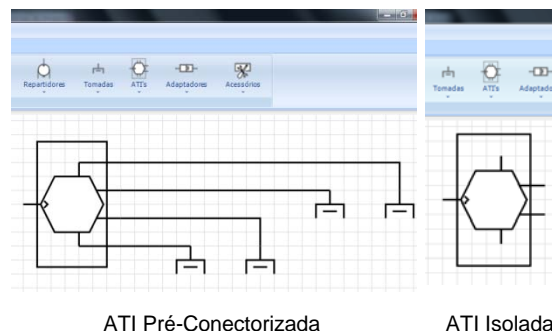 Repartidores Tomadas ATI's Adaptadores Acessórios
Tomadas ATI's Adaptado
ATI Pré-Conectorizada
ATI Isolada